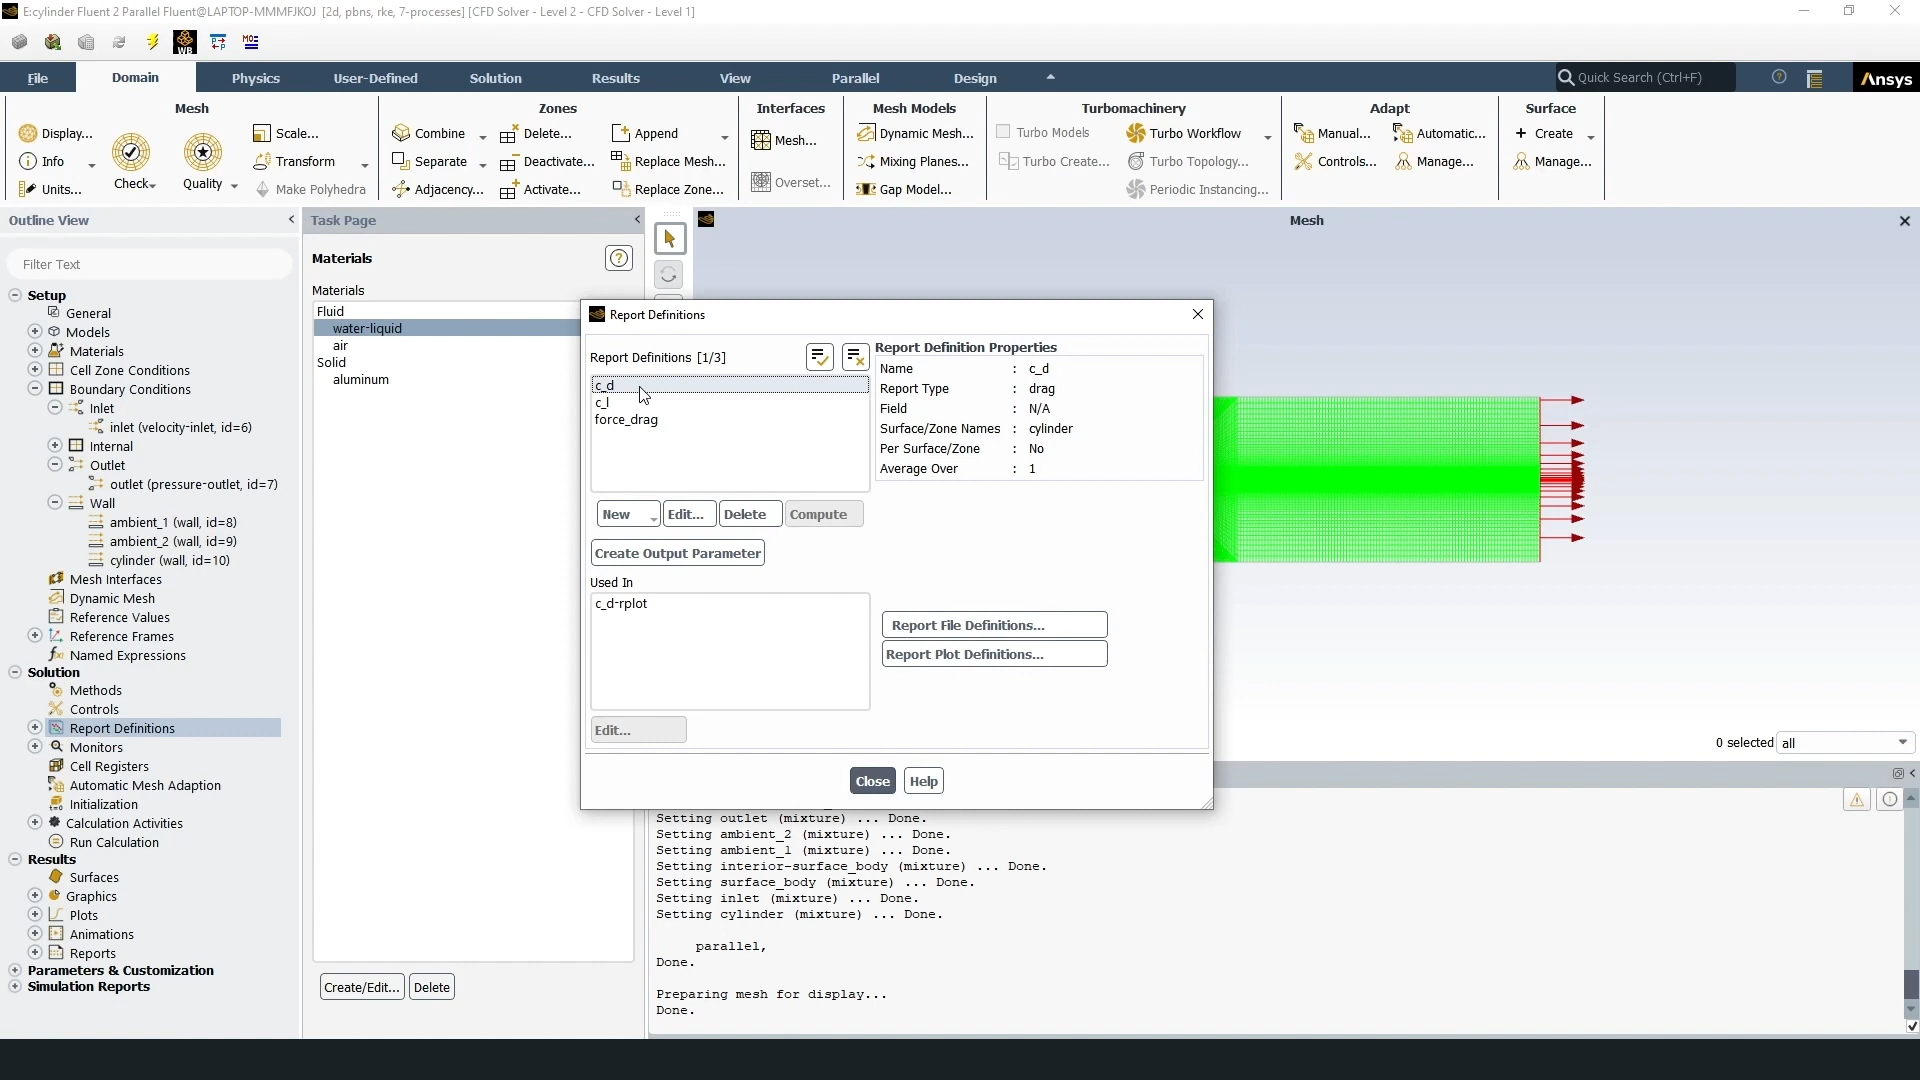 E:cylinder Fluent 2 Parallel Fluent@LAPTOP-MMMFJKOJ [2d, pbns, rke, 7-processes] [CFD Solver - Level 2 - CFD Solver - Level 1]
WB
File Domain Physics User-Defined Solution Results View Parallel Design
Quick Search (Ctrl+F)
Ansys
Mesh
Display...
Info
Units...
Check
Quality
Scale...
Transform
Make Polyhedra
Zones
Combine
Separate
Adjacency...
Delete...
Deactivate...
Activate...
Append
Replace Mesh...
Replace Zone...
Interfaces
Mesh...
Overset...
Mesh Models
Dynamic Mesh...
Mixing Planes...
Gap Model...
Turbomachinery
Turbo Models
Turbo Create...
Turbo Workflow
Turbo Topology...
Periodic Instancing...
Adapt
Manual...
Controls...
Automatic...
Manage...
Surface
Create
Manage...
Outline View
Filter Text
Setup
General
Models
Materials
Cell Zone Conditions
Boundary Conditions
Inlet
inlet (velocity-inlet, id=6)
Internal
Outlet
outlet (pressure-outlet, id=7)
Wall
ambient_1 (wall, id=8)
ambient_2 (wall, id=9)
cylinder (wall, id=10)
Mesh Interfaces
Dynamic Mesh
Reference Values
Reference Frames
Named Expressions
Solution
Methods
Controls
Report Definitions
Monitors
Cell Registers
Automatic Mesh Adaption
Initialization
Calculation Activities
Run Calculation
Results
Surfaces
Graphics
Plots
Animations
Reports
Parameters & Customization
Simulation Reports
Task Page
Materials
Materials
Fluid
water-liquid
air
Solid
aluminum
Create/Edit...
Delete
Mesh
Report Definitions
Report Definitions [1/3]
c_d
c_l
force_drag
New
Edit...
Delete
Compute
Create Output Parameter
Used In
c_d-rplot
Edit...
Report Definition Properties
Name : c_d
Report Type : drag
Field : N/A
Surface/Zone Names : cylinder
Per Surface/Zone : No
Average Over : 1
Report File Definitions...
Report Plot Definitions...
Close
Help
0 selected all
Setting outlet (mixture) ... Done.
Setting ambient_2 (mixture) ... Done.
Setting ambient_1 (mixture) ... Done.
Setting interior-surface_body (mixture) ... Done.
Setting surface_body (mixture) ... Done.
Setting inlet (mixture) ... Done.
Setting cylinder (mixture) ... Done.
parallel,
Done.
Preparing mesh for display...
Done.